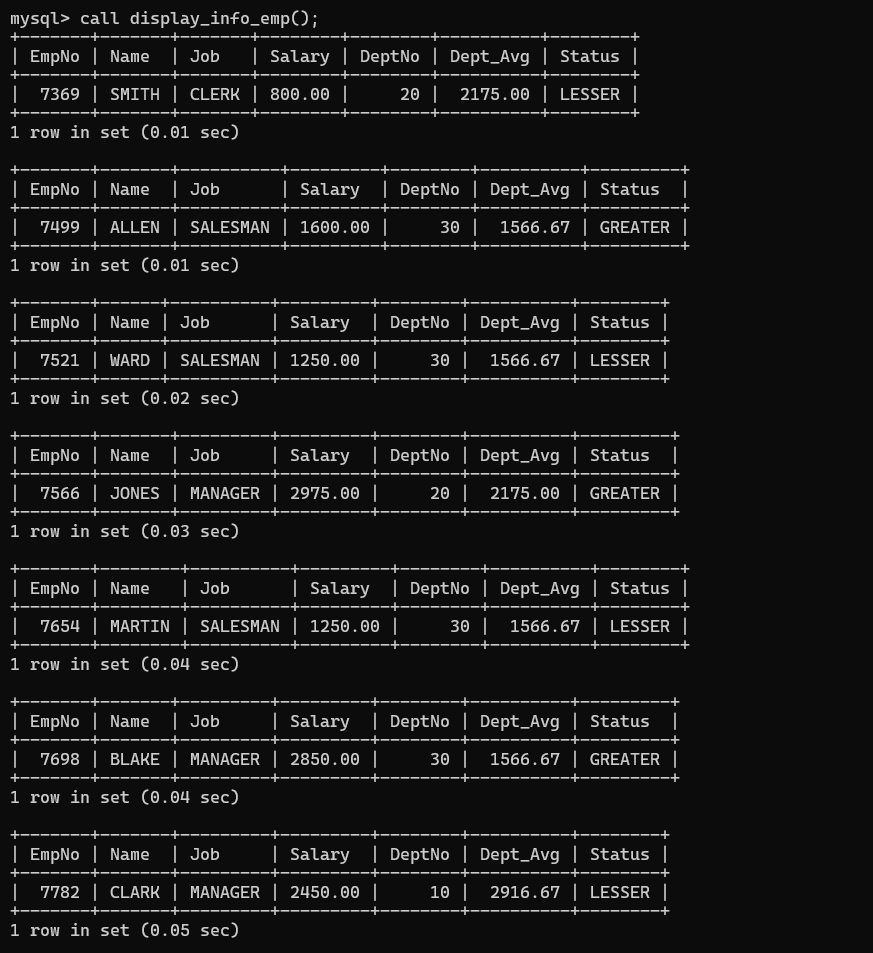 mysql> call display_info_emp();
+-------+-------+-------+--------+--------+----------+--------+
| EmpNo | Name  | Job   | Salary | DeptNo | Dept_Avg | Status |
+-------+-------+-------+--------+--------+----------+--------+
|  7369 | SMITH | CLERK | 800.00 |     20 |  2175.00 | LESSER |
+-------+-------+-------+--------+--------+----------+--------+
1 row in set (0.01 sec)

+-------+-------+----------+---------+--------+----------+---------+
| EmpNo | Name  | Job      | Salary  | DeptNo | Dept_Avg | Status  |
+-------+-------+----------+---------+--------+----------+---------+
|  7499 | ALLEN | SALESMAN | 1600.00 |     30 |  1566.67 | GREATER |
+-------+-------+----------+---------+--------+----------+---------+
1 row in set (0.01 sec)

+-------+------+----------+---------+--------+----------+--------+
| EmpNo | Name | Job      | Salary  | DeptNo | Dept_Avg | Status |
+-------+------+----------+---------+--------+----------+--------+
|  7521 | WARD | SALESMAN | 1250.00 |     30 |  1566.67 | LESSER |
+-------+------+----------+---------+--------+----------+--------+
1 row in set (0.02 sec)

+-------+-------+---------+---------+--------+----------+---------+
| EmpNo | Name  | Job     | Salary  | DeptNo | Dept_Avg | Status  |
+-------+-------+---------+---------+--------+----------+---------+
|  7566 | JONES | MANAGER | 2975.00 |     20 |  2175.00 | GREATER |
+-------+-------+---------+---------+--------+----------+---------+
1 row in set (0.03 sec)

+-------+--------+----------+---------+--------+----------+--------+
| EmpNo | Name   | Job      | Salary  | DeptNo | Dept_Avg | Status |
+-------+--------+----------+---------+--------+----------+--------+
|  7654 | MARTIN | SALESMAN | 1250.00 |     30 |  1566.67 | LESSER |
+-------+--------+----------+---------+--------+----------+--------+
1 row in set (0.04 sec)

+-------+-------+---------+---------+--------+----------+---------+
| EmpNo | Name  | Job     | Salary  | DeptNo | Dept_Avg | Status  |
+-------+-------+---------+---------+--------+----------+---------+
|  7698 | BLAKE | MANAGER | 2850.00 |     30 |  1566.67 | GREATER |
+-------+-------+---------+---------+--------+----------+---------+
1 row in set (0.04 sec)

+-------+-------+---------+---------+--------+----------+--------+
| EmpNo | Name  | Job     | Salary  | DeptNo | Dept_Avg | Status |
+-------+-------+---------+---------+--------+----------+--------+
|  7782 | CLARK | MANAGER | 2450.00 |     10 |  2916.67 | LESSER |
+-------+-------+---------+---------+--------+----------+--------+
1 row in set (0.05 sec)